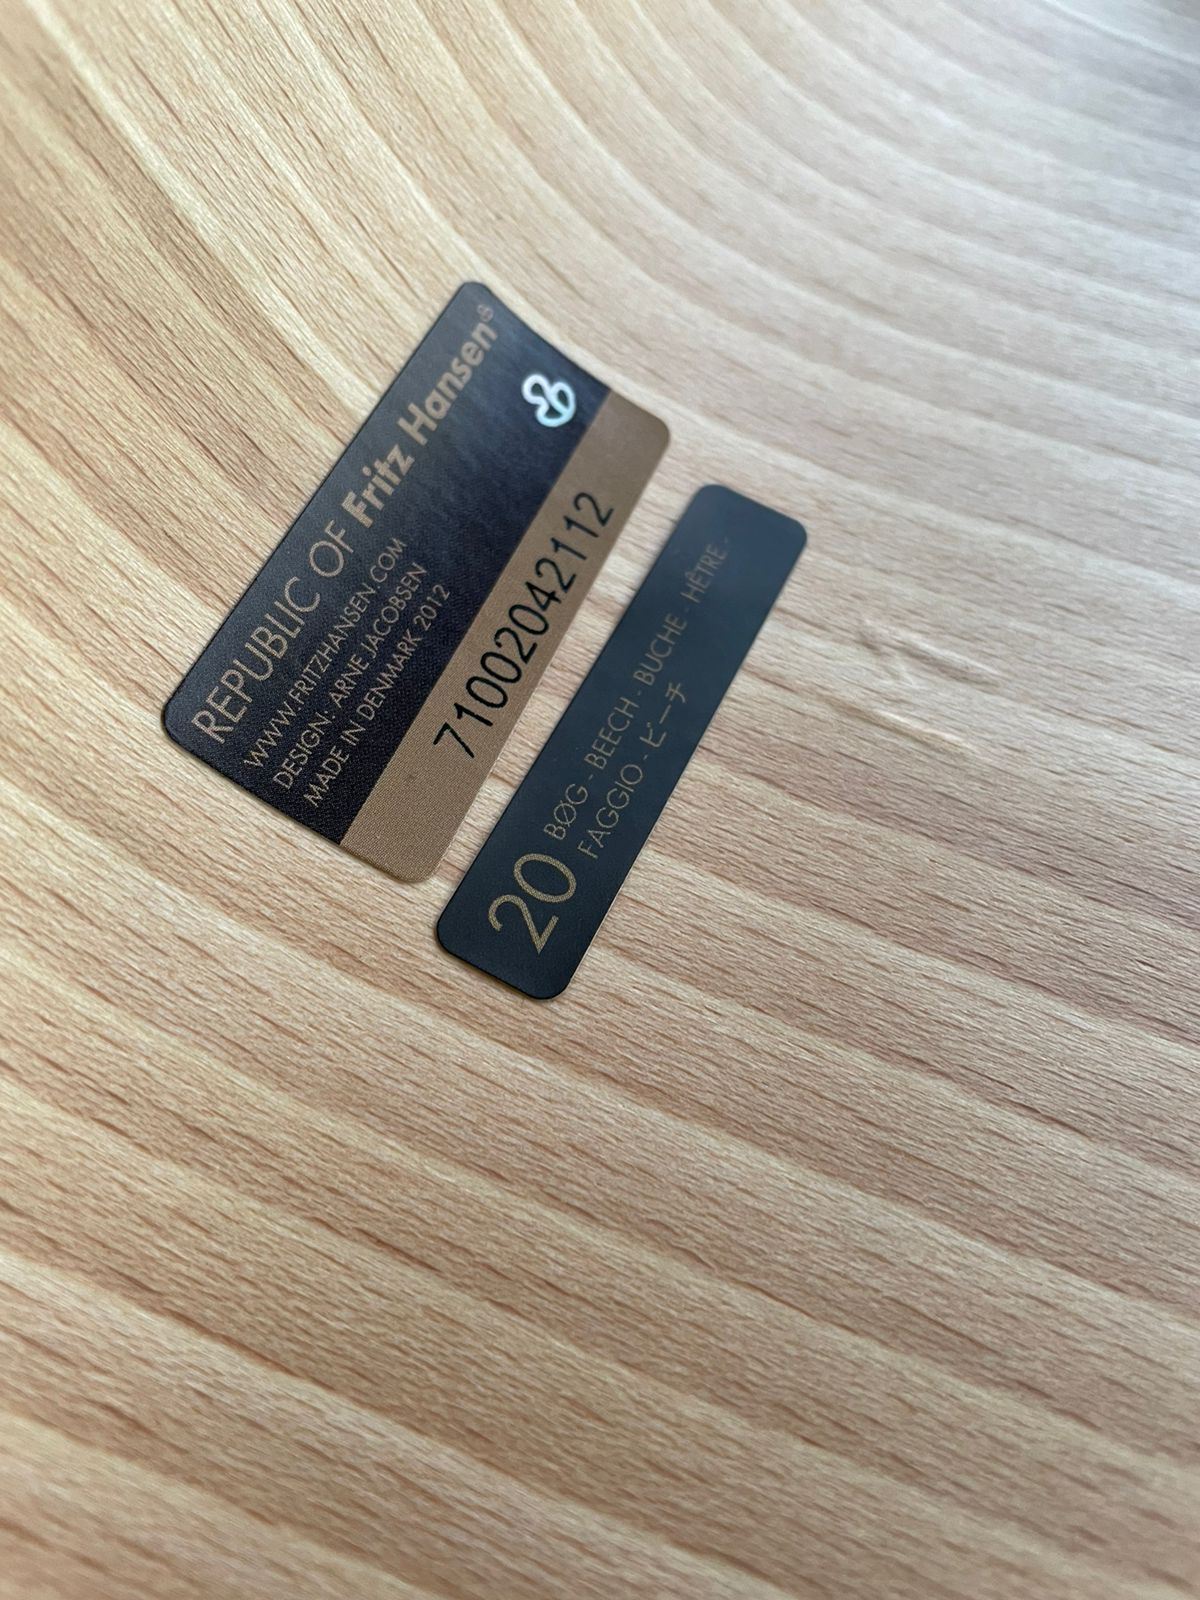 REPUBLIC OF Fritz Hansen®
WWW.FRITZHANSEN.COM
DESIGN: ARNE JACOBSEN
MADE IN DENMARK 2012
71002042112
20
BØG - BEECH - BUCHE - HÊTRE -
FAGGIO - ビーチ